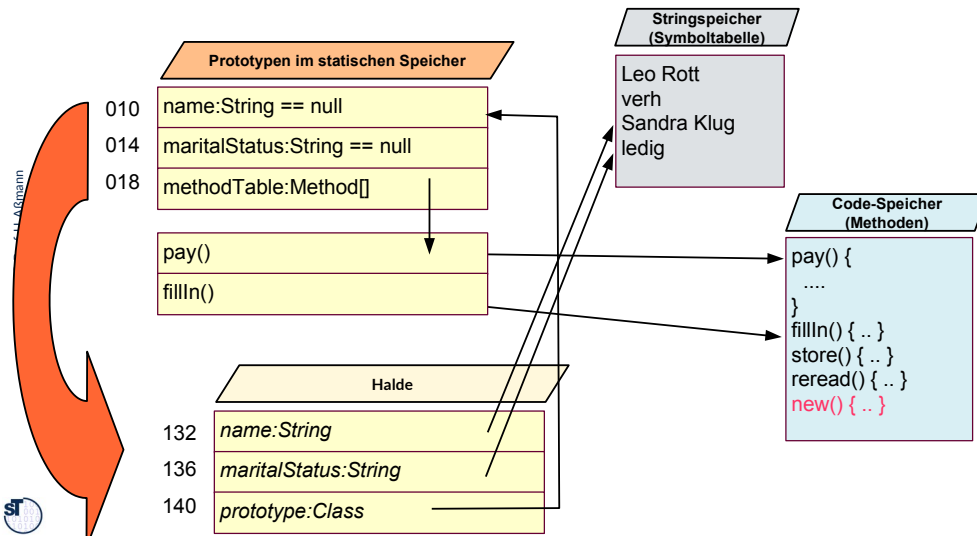 Stringspeicher
(Symboltabelle)
Prototypen im statischen Speicher
Leo Rott
verh
Sandra Klug
ledig
010 name:String == null
014 maritalStatus:String == null
018 methodTable:Method[]
pay()
fillIn()
Code-Speicher
(Methoden)
pay() {
....
}
fillIn() { .. }
store() { .. }
reread() { .. }
new() { .. }
Halde
132 name:String
136 maritalStatus:String
140 prototype:Class
U. Aßmann
sT